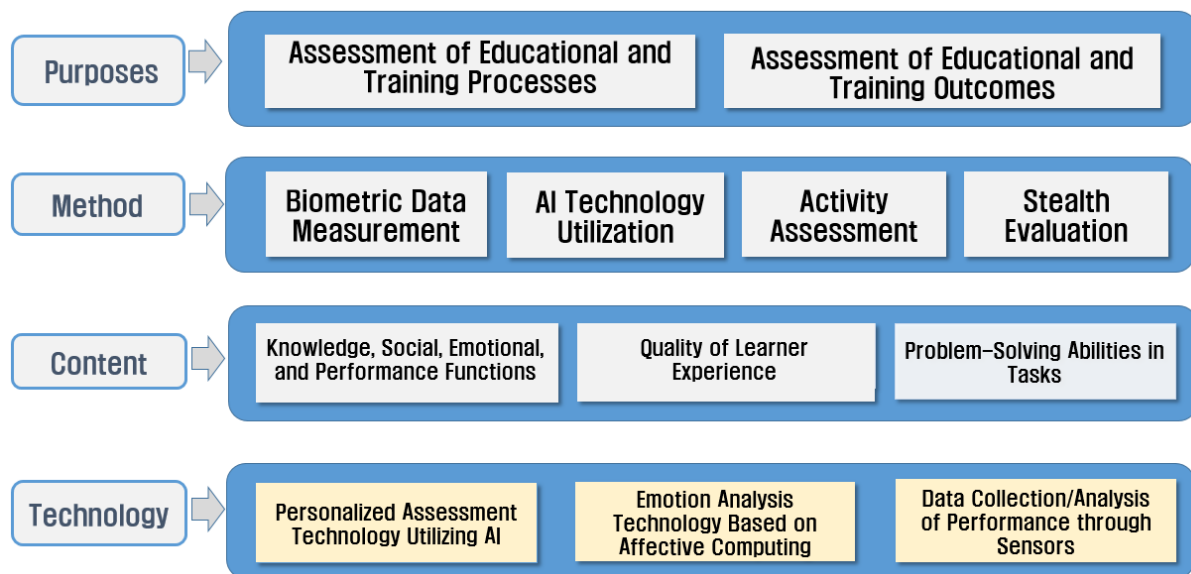 Purposes
Assessment of Educational and
Training Processes
Assessment of Educational and
Training Outcomes
Method
Biometric Data
Measurement
AI Technology
Utilization
Activity
Assessment
Stealth
Evaluation
Content
Knowledge, Social, Emotional,
and Performance Functions
Quality of Learner
Experience
Problem-Solving Abilities in
Tasks
Technology
Personalized Assessment
Technology Utilizing AI
Emotion Analysis
Technology Based on
Affective Computing
Data Collection/Analysis
of Performance through
Sensors